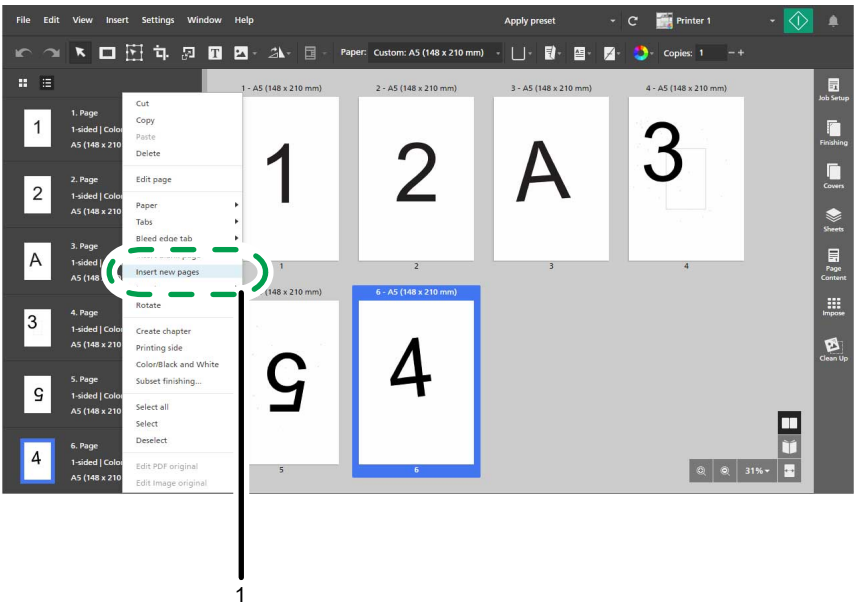 File Edit View Insert Settings Window Help Apply preset Printer 1
Paper: Custom: A5 (148 x 210 mm) Copies: 1
1 - A5 (148 x 210 mm) 2 - A5 (148 x 210 mm) 3 - A5 (148 x 210 mm) 4 - A5 (148 x 210 mm)
1 2 A 3
1 2 3 4
(148 x 210 mm) 6 - A5 (148 x 210 mm)
5 4
5 6
1
1. Page
1-sided | Color
A5 (148 x 210
2
2. Page
1-sided | Color
A5 (148 x 210
A
3. Page
1-sided
A5 (148
3
4. Page
1-sided | Color
A5 (148 x 210
5
5. Page
1-sided | Color
A5 (148 x 210
4
6. Page
1-sided | Color
A5 (148 x 210
Cut
Copy
Paste
Delete
Edit page
Paper
Tabs
Bleed edge tab
Insert new pages
Rotate
Create chapter
Printing side
Color/Black and White
Subset finishing...
Select all
Select
Deselect
Edit PDF original
Edit Image original
Job Setup
Finishing
Covers
Sheets
Page
Content
Impose
Clean Up
31%
1